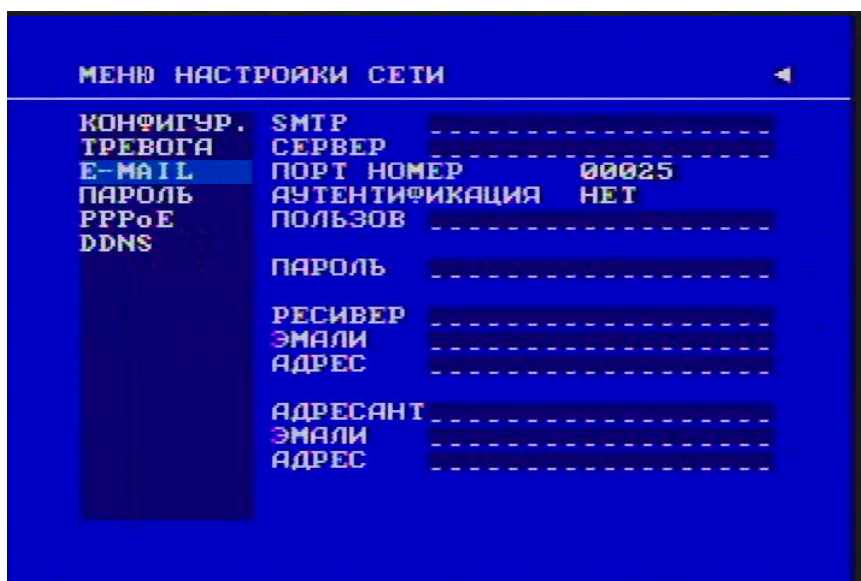 МЕНЮ НАСТРОЙКИ СЕТИ
КОНФИГУР.
ТРЕВОГА
E-MAIL
ПАРОЛЬ
PPPoE
DDNS
SMTP
СЕРВЕР
ПОРТ НОМЕР 00025
АУТЕНТИФИКАЦИЯ НЕТ
ПОЛЬЗОВ
ПАРОЛЬ
РЕСИВЕР
ЭМАЛИ
АДРЕС
АДРЕСАНТ
ЭМАЛИ
АДРЕС